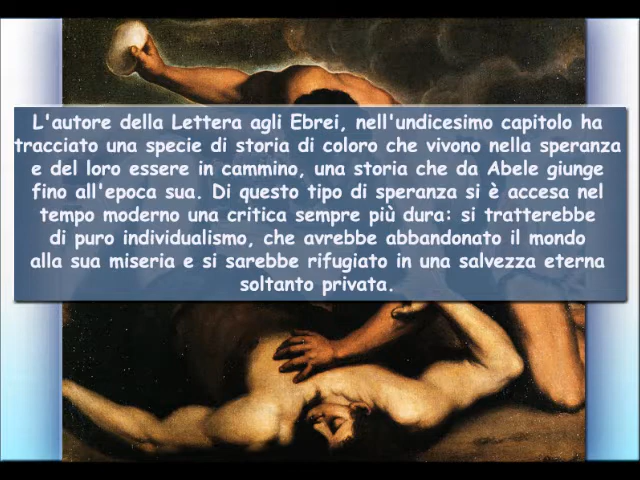 L'autore della Lettera agli Ebrei, nell'undicesimo capitolo ha
tracciato una specie di storia di coloro che vivono nella speranza
e del loro essere in cammino, una storia che da Abele giunge
fino all'epoca sua. Di questo tipo di speranza si è accesa nel
tempo moderno una critica sempre più dura: si tratterebbe
di puro individualismo, che avrebbe abbandonato il mondo
alla sua miseria e si sarebbe rifugiato in una salvezza eterna
soltanto privata.